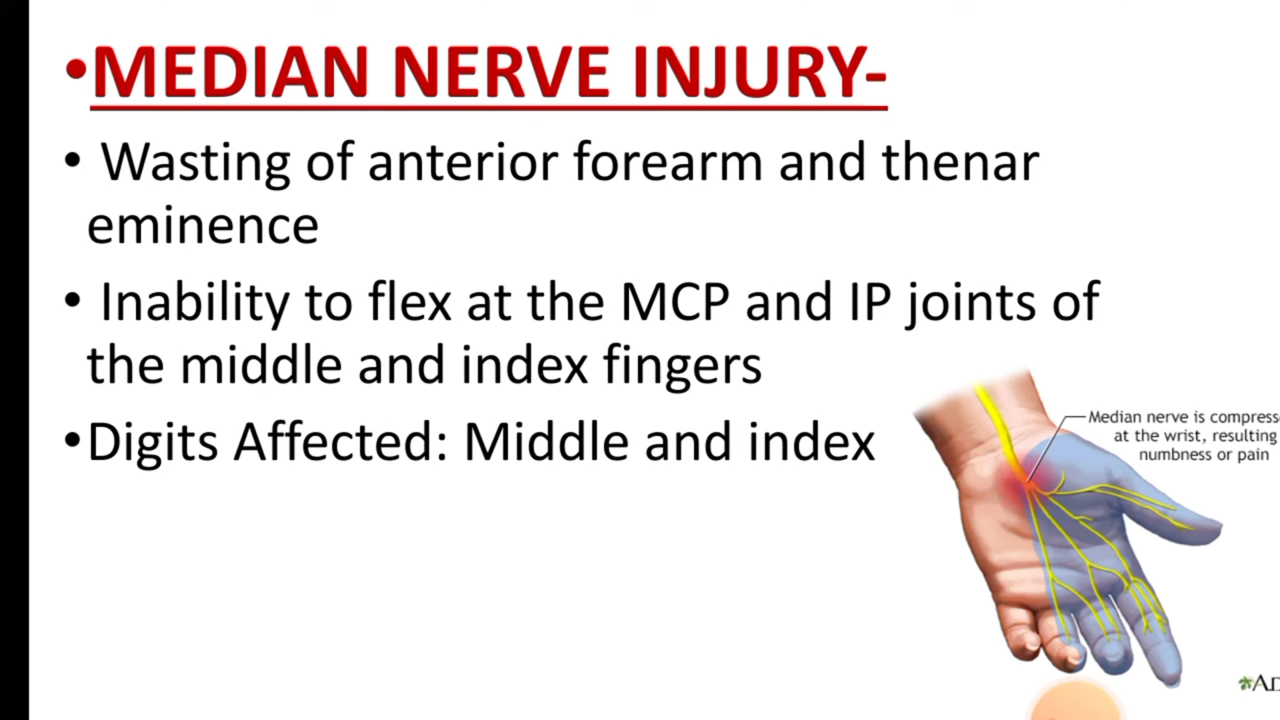 •MEDIAN NERVE INJURY-
• Wasting of anterior forearm and thenar
eminence
• Inability to flex at the MCP and IP joints of
the middle and index fingers
•Digits Affected: Middle and index
Median nerve is compress
at the wrist, resulting
numbness or pain